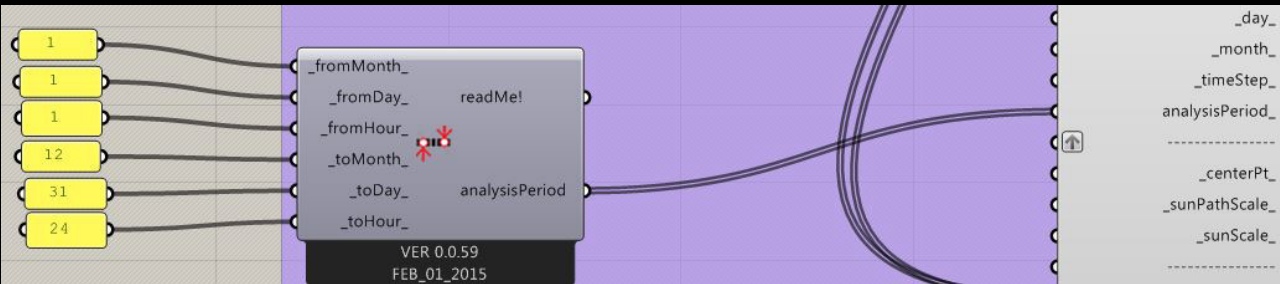 1
1
1
12
31
24
_fromMonth_
_fromDay_
_fromHour_
_toMonth_
_toDay_
_toHour_
readMe!
analysisPeriod
VER 0.0.59
FEB_01_2015
_day_
_month_
_timeStep_
analysisPeriod_
---------------
_centerPt_
_sunPathScale_
_sunScale_
---------------